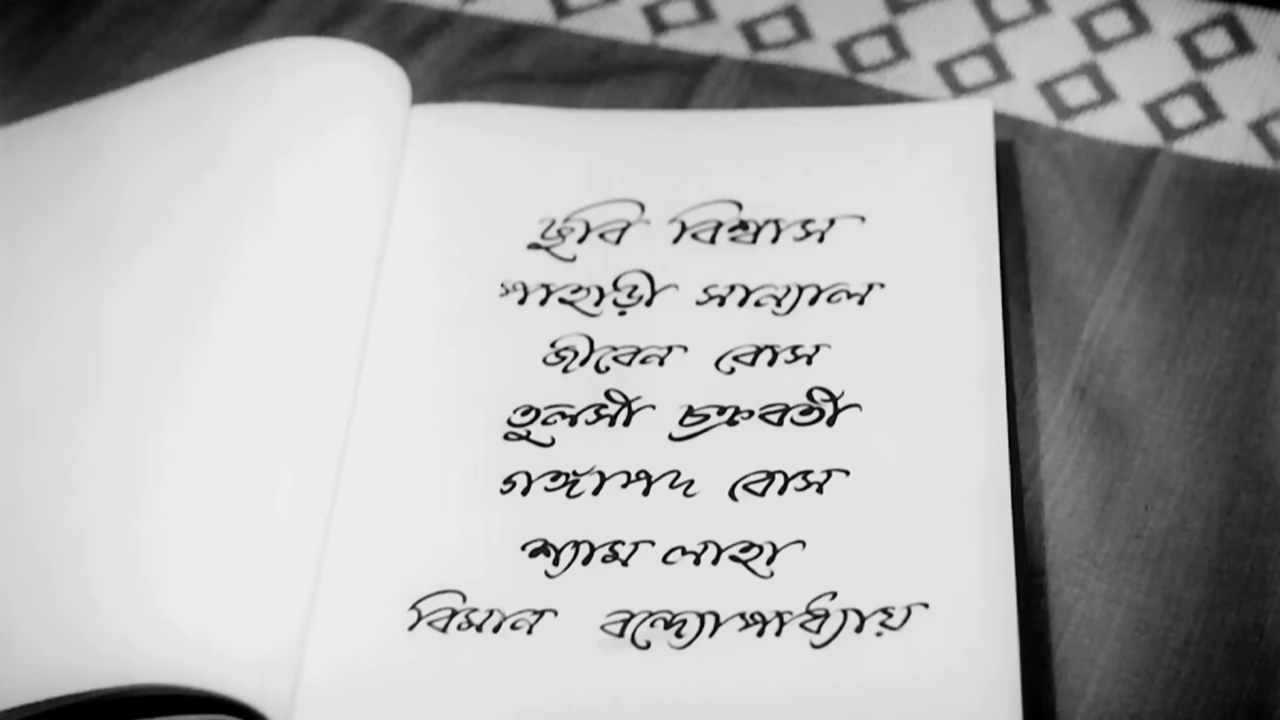 ছবি বিশ্বাস
পাহাড়ী সান্যাল
জীবেন বোস
তুলসী চক্রবর্তী
গঙ্গাপদ বোস
শ্যাম লাহা
বিমান বন্দ্যোপাধ্যায়